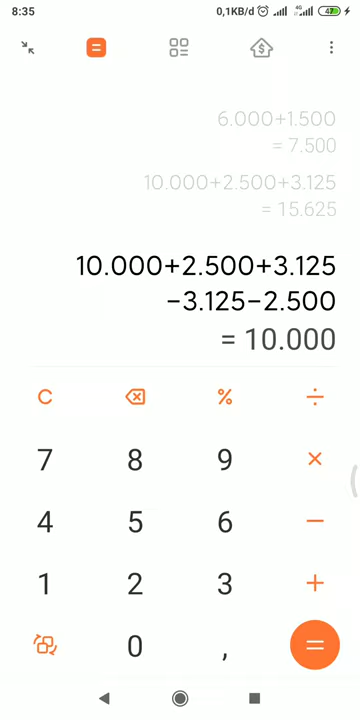 8:35
0,1KB/d
4G
47
6.000+1.500
= 7.500
10.000+2.500+3.125
= 15.625
10.000+2.500+3.125
−3.125−2.500
= 10.000
C % ÷
7 8 9 ×
4 5 6 −
1 2 3 +
0 , =